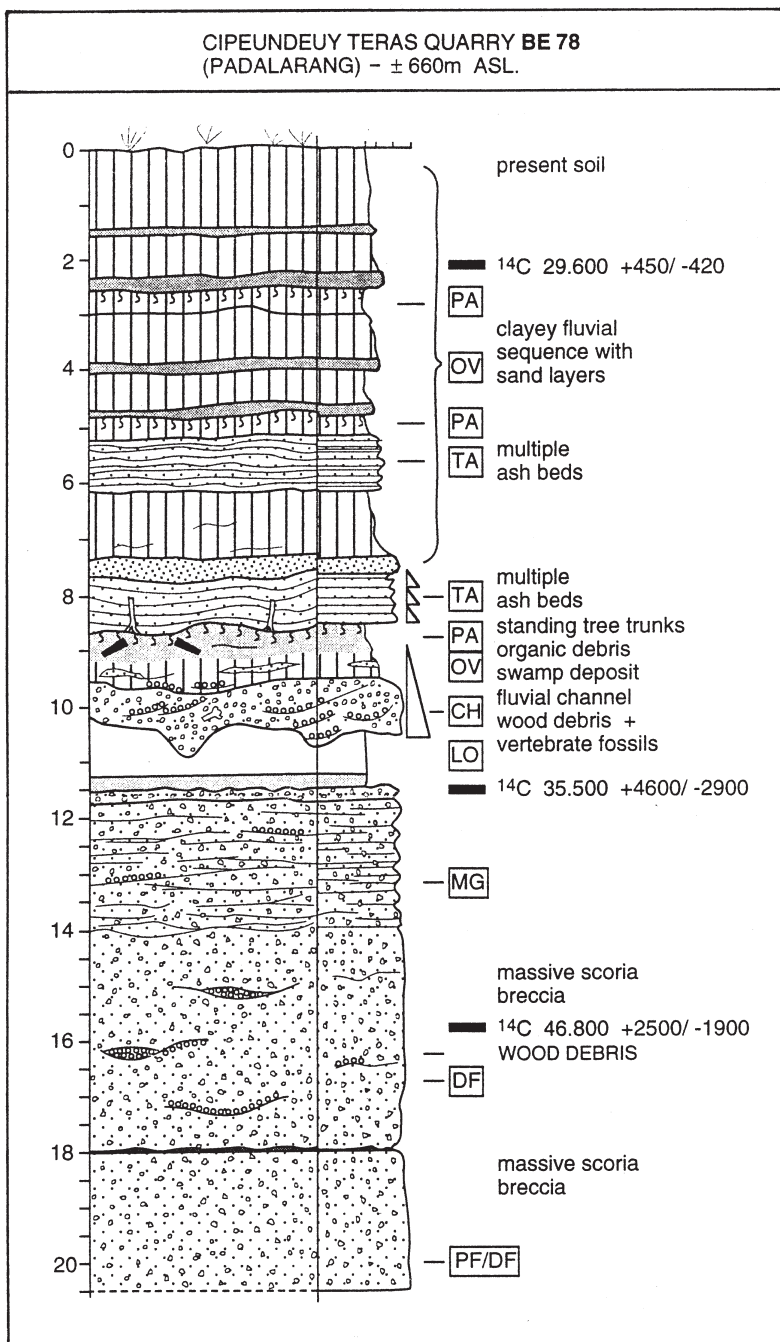 CIPEUNDEUY TERAS QUARRY BE 78
(PADALARANG) – ± 660m ASL.
0
present soil
2
14C 29.600 +450/ -420
PA
clayey fluvial
sequence with
sand layers
OV
4
PA
TA
multiple
ash beds
6
8
TA
multiple
ash beds
PA
standing tree trunks
organic debris
OV
swamp deposit
10
CH
fluvial channel
wood debris +
vertebrate fossils
LO
14C 35.500 +4600/ -2900
12
MG
14
massive scoria
breccia
16
14C 46.800 +2500/ -1900
WOOD DEBRIS
DF
18
massive scoria
breccia
20
PF/DF